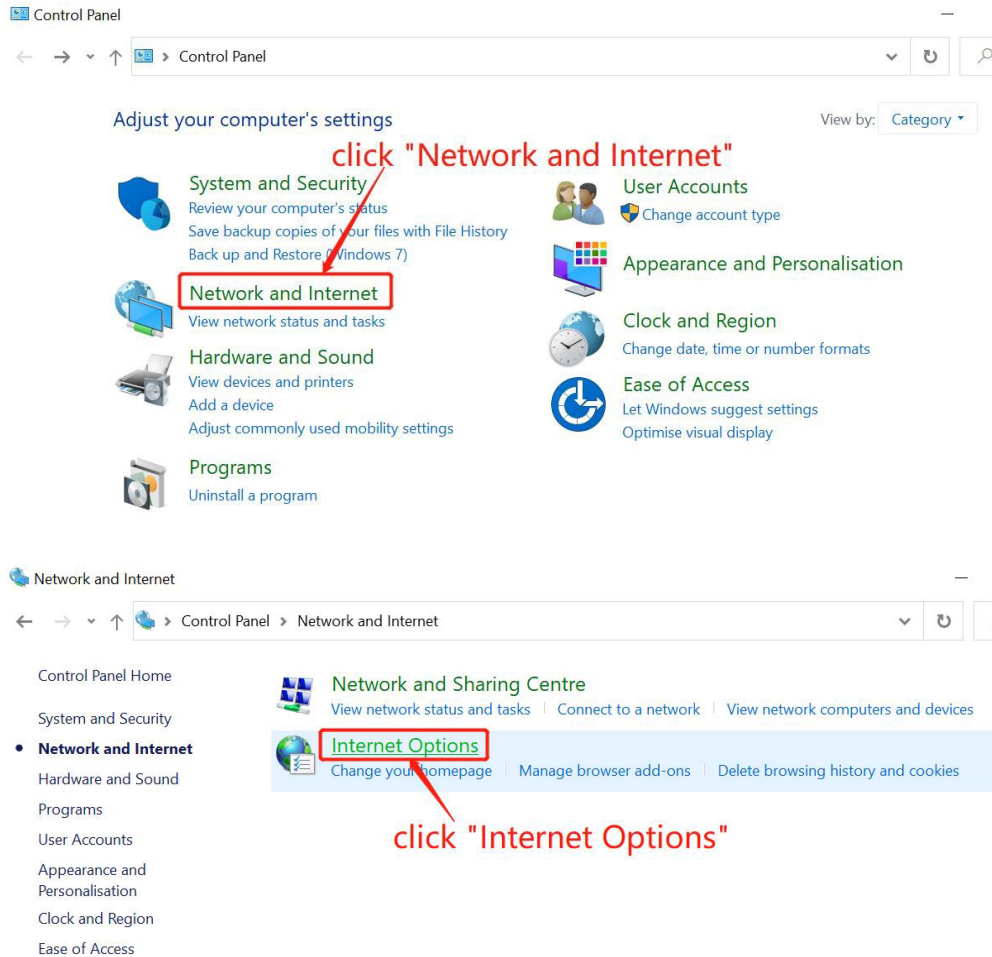 Control Panel
Control Panel
Adjust your computer's settings
View by: Category
click "Network and Internet"
System and Security
Review your computer's status
Save backup copies of your files with File History
Back up and Restore (Windows 7)
Network and Internet
View network status and tasks
Hardware and Sound
View devices and printers
Add a device
Adjust commonly used mobility settings
Programs
Uninstall a program
User Accounts
Change account type
Appearance and Personalisation
Clock and Region
Change date, time or number formats
Ease of Access
Let Windows suggest settings
Optimise visual display
Network and Internet
Control Panel > Network and Internet
Control Panel Home
System and Security
Network and Internet
Hardware and Sound
Programs
User Accounts
Appearance and
Personalisation
Clock and Region
Ease of Access
Network and Sharing Centre
View network status and tasks Connect to a network View network computers and devices
Internet Options
Change your homepage Manage browser add-ons Delete browsing history and cookies
click "Internet Options"